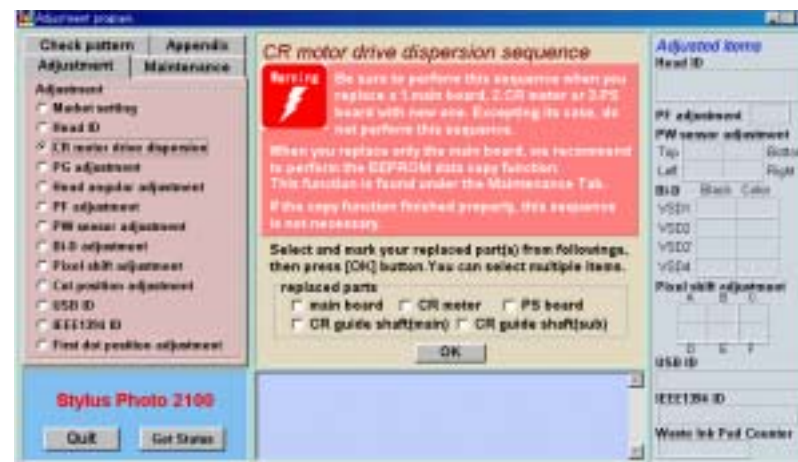 Adjustment program
Check pattern
Appendix
Adjustment
Maintenance
Adjustment
Market setting
Head ID
CR motor drive dispersion
PG adjustment
Head angular adjustment
PF adjustment
PW sensor adjustment
Bi-D adjustment
Pixel shift adjustment
Cut position adjustment
USB ID
IEEE1394 ID
First dot position adjustment
Stylus Photo 2100
Quit
Get Status
CR motor drive dispersion sequence
Warning
Be sure to perform this sequence when you
replace a 1.main board, 2.CR motor or 3.PS
board with new one. Excepting its case, do
not perform this sequence.
When you replace only the main board, we recommend
to perform the EEPROM data copy function.
This function is found under the Maintenance Tab.
If the copy function finished properly, this sequence
is not necessary.
Select and mark your replaced part(s) from followings,
then press [OK] button.You can select multiple items.
replaced parts
main board
CR motor
PS board
CR guide shaft(main)
CR guide shaft(sub)
OK
Adjusted items
Head ID
PF adjustment
PW sensor adjustment
Top
Bottom
Left
Right
Bi-D Black Color
VSD1
VSD2
VSD3
VSD4
Pixel shift adjustment
A B C
D E F
USB ID
IEEE1394 ID
Waste Ink Pad Counter